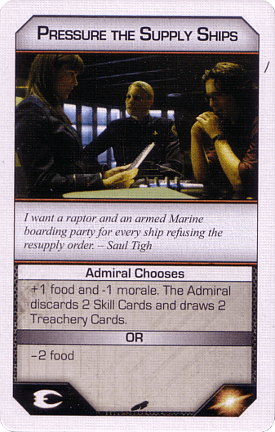 PRESSURE THE SUPPLY SHIPS
I want a raptor and an armed Marine
boarding party for every ship refusing the
resupply order. – Saul Tigh
Admiral Chooses
+1 food and -1 morale. The Admiral
discards 2 Skill Cards and draws 2
Treachery Cards.
OR
–2 food